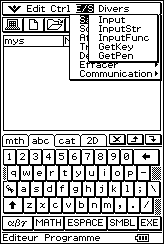 Edit Ctrl E/S Divers
Input
InputStr
InputFunc
GetKey
GetPen
Effacer
Communication
mys N
mth abc cat 2D
1 2 3 4 5 6 7 8 9 0
q w e r t y u i o p
a s d f g h j k l
z x c v b n m , . /
αβγ MATH ESPACE SMBL EXE
Editeur Programme